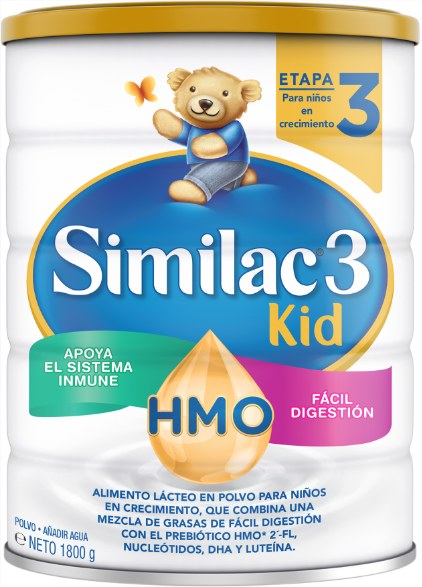 ETAPA 3
Para niños
en
crecimiento
Similac® 3
Kid
APOYA
EL SISTEMA
INMUNE
HMO
FÁCIL
DIGESTIÓN
ALIMENTO LÁCTEO EN POLVO PARA NIÑOS
EN CRECIMIENTO, QUE COMBINA UNA
MEZCLA DE GRASAS DE FÁCIL DIGESTIÓN
CON EL PREBIÓTICO HMO* 2'-FL,
NUCLEÓTIDOS, DHA Y LUTEÍNA.
POLVO • AÑADIR AGUA
℮ NETO 1800 g